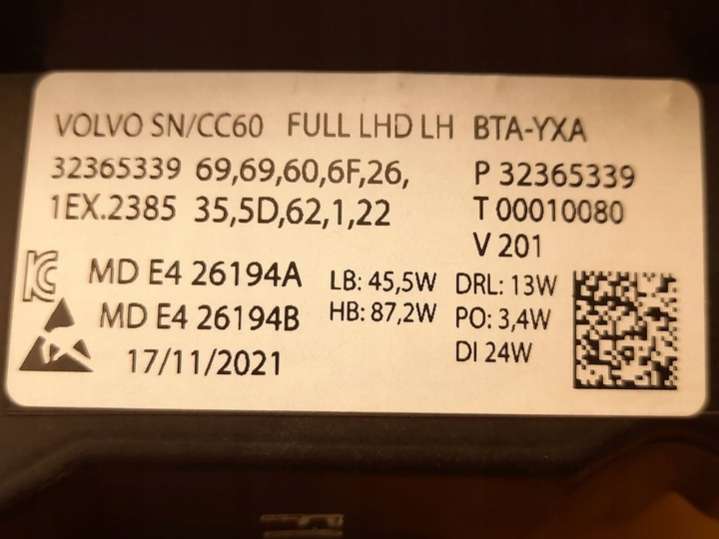 VOLVO SN/CC60 FULL LHD LH BTA-YXA
32365339 69,69,60,6F,26, P 32365339
1EX.2385 35,5D,62,1,22 T 00010080
V 201
MD E4 26194A LB: 45,5W DRL: 13W
MD E4 26194B HB: 87,2W PO: 3,4W
17/11/2021 DI 24W